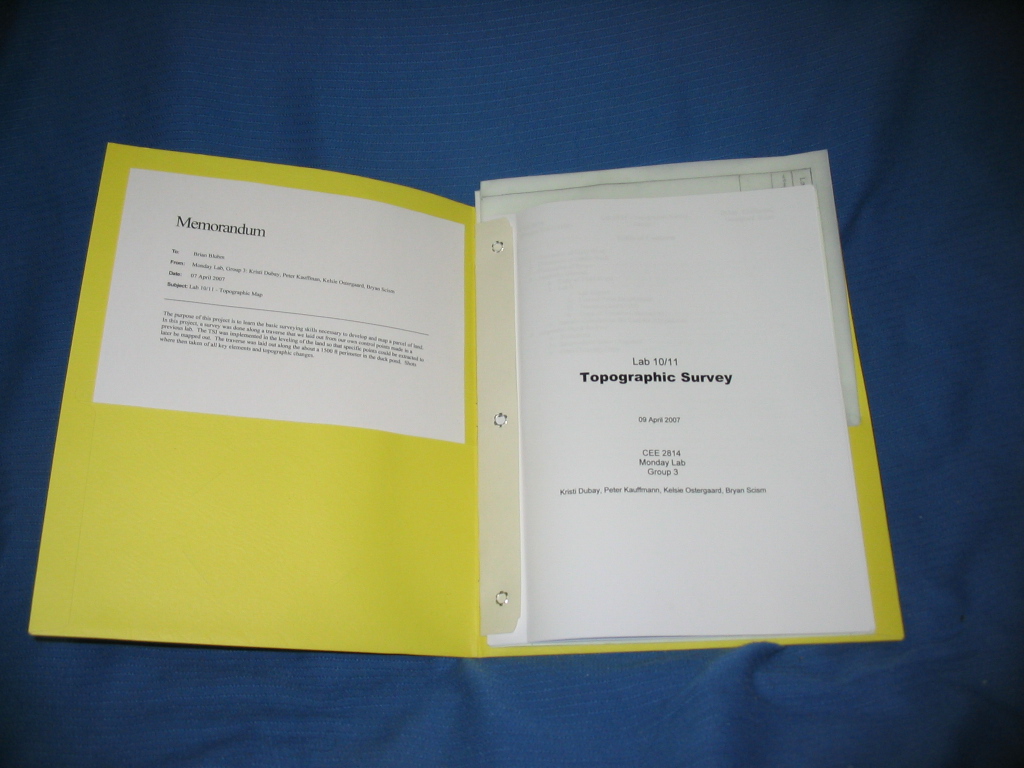 Memorandum
To: Brian Bluhm
From: Monday Lab, Group 3: Kristi Dubay, Peter Kauffman, Kelsie Ostergaard, Bryan Scism
Date: 07 April 2007
Subject: Lab 10/11 - Topographic Map
The purpose of this project is to learn the basic surveying skills necessary to develop and map a parcel of land.
In this project, a survey was done along a traverse that we laid out from our own control points made in a
previous lab. The TSI was implemented in the leveling of the land so that specific points could be extracted to
later be mapped out. The traverse was laid out along the about a 1500 ft perimeter in the duck pond. Shots
where then taken of all key elements and topographic changes.
Lab 10/11
Topographic Survey
09 April 2007
CEE 2814
Monday Lab
Group 3
Kristi Dubay, Peter Kauffmann, Kelsie Ostergaard, Bryan Scism